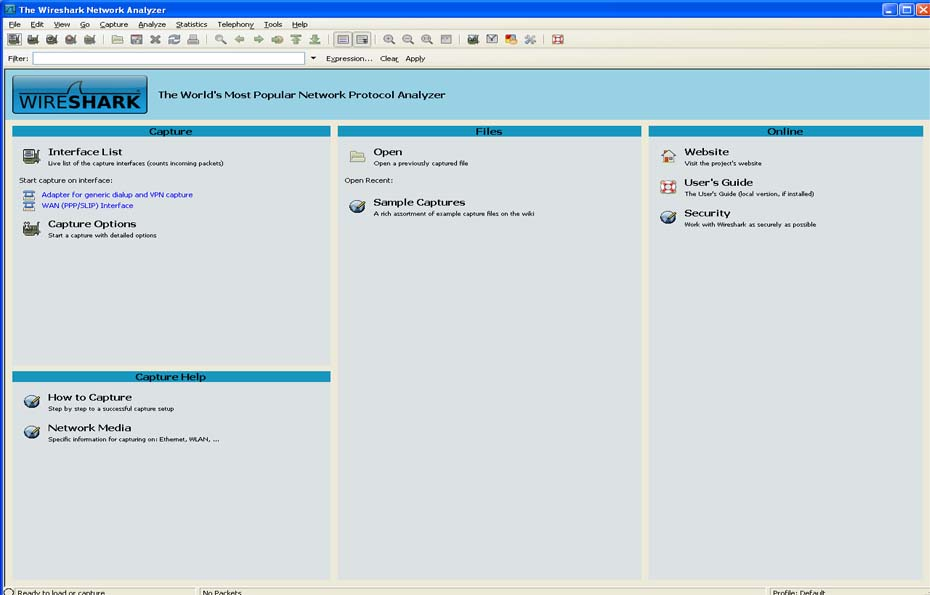 The Wireshark Network Analyzer
File Edit View Go Capture Analyze Statistics Telephony Tools Help
Filter: Expression... Clear Apply
WIRESHARK The World's Most Popular Network Protocol Analyzer
Capture
Interface List
Live list of the capture interfaces (counts incoming packets)
Start capture on interface:
Adapter for generic dialup and VPN capture
WAN (PPP/SLIP) Interface
Capture Options
Start a capture with detailed options
Capture Help
How to Capture
Step by step to a successful capture setup
Network Media
Specific information for capturing on: Ethernet, WLAN, ...
Files
Open
Open a previously captured file
Open Recent:
Sample Captures
A rich assortment of example capture files on the wiki
Online
Website
Visit the project's website
User's Guide
The User's Guide (local version, if installed)
Security
Work with Wireshark as securely as possible
Ready to load or capture No Packets Profile: Default